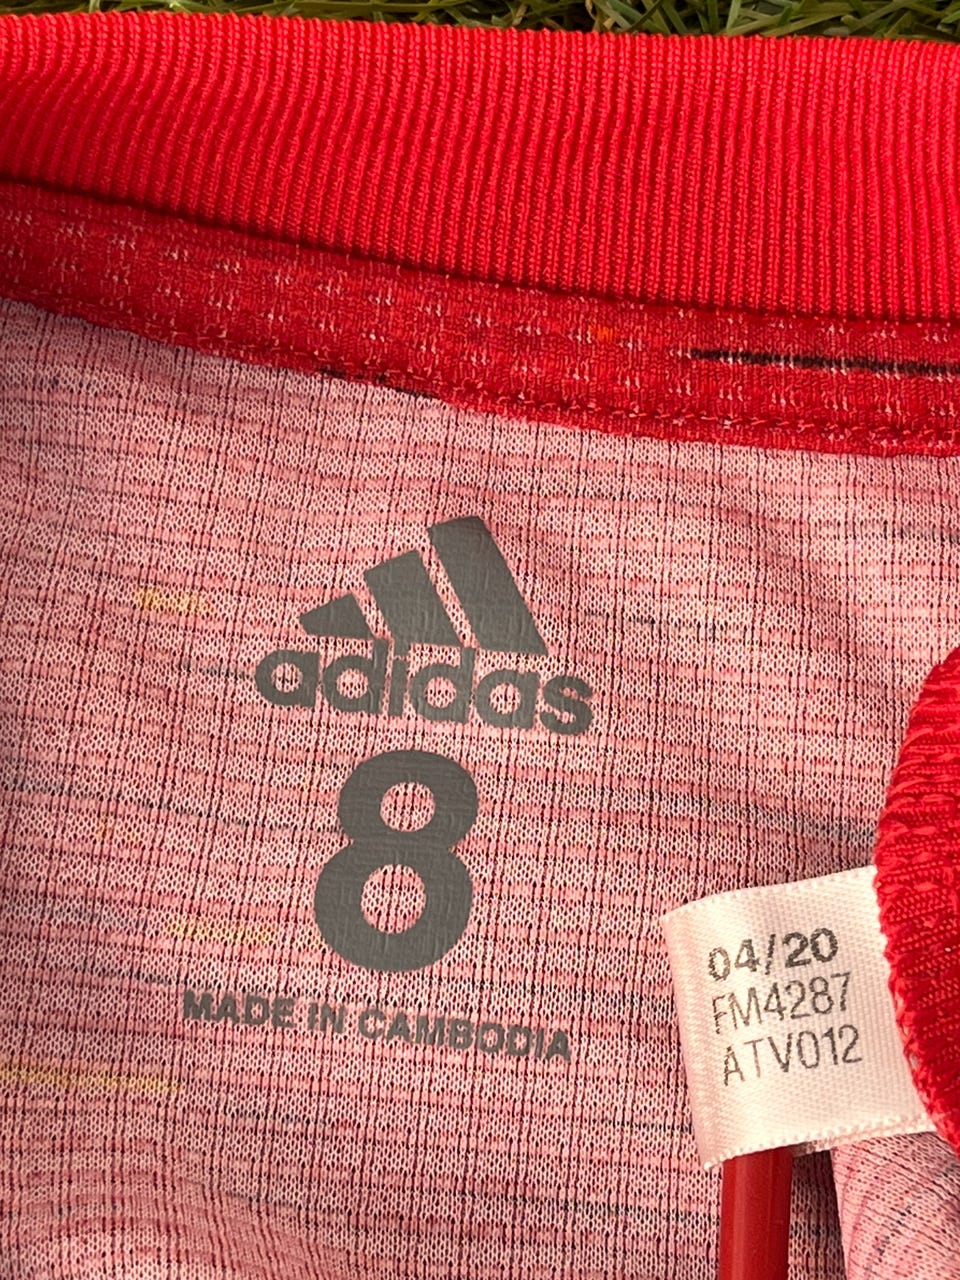 adidas
8
MADE IN CAMBODIA
04/20
FM4287
ATV012